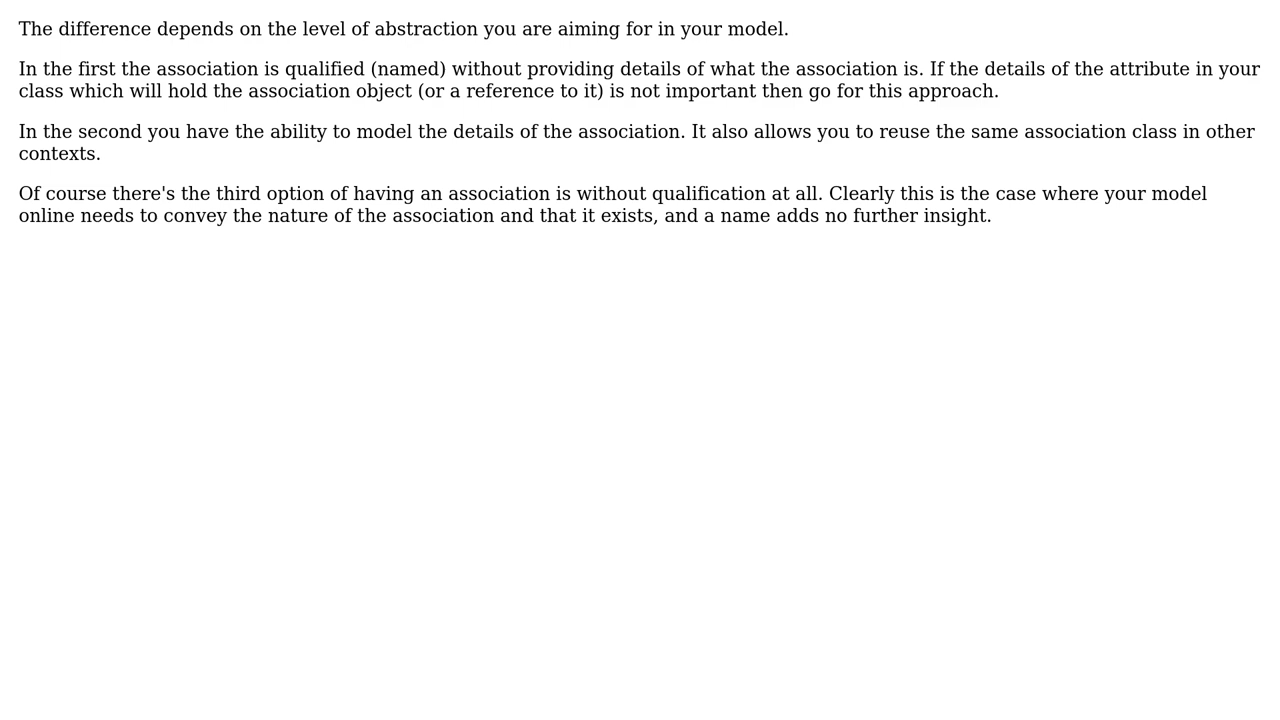 The difference depends on the level of abstraction you are aiming for in your model.
In the first the association is qualified (named) without providing details of what the association is. If the details of the attribute in your
class which will hold the association object (or a reference to it) is not important then go for this approach.
In the second you have the ability to model the details of the association. It also allows you to reuse the same association class in other
contexts.
Of course there's the third option of having an association is without qualification at all. Clearly this is the case where your model
online needs to convey the nature of the association and that it exists, and a name adds no further insight.